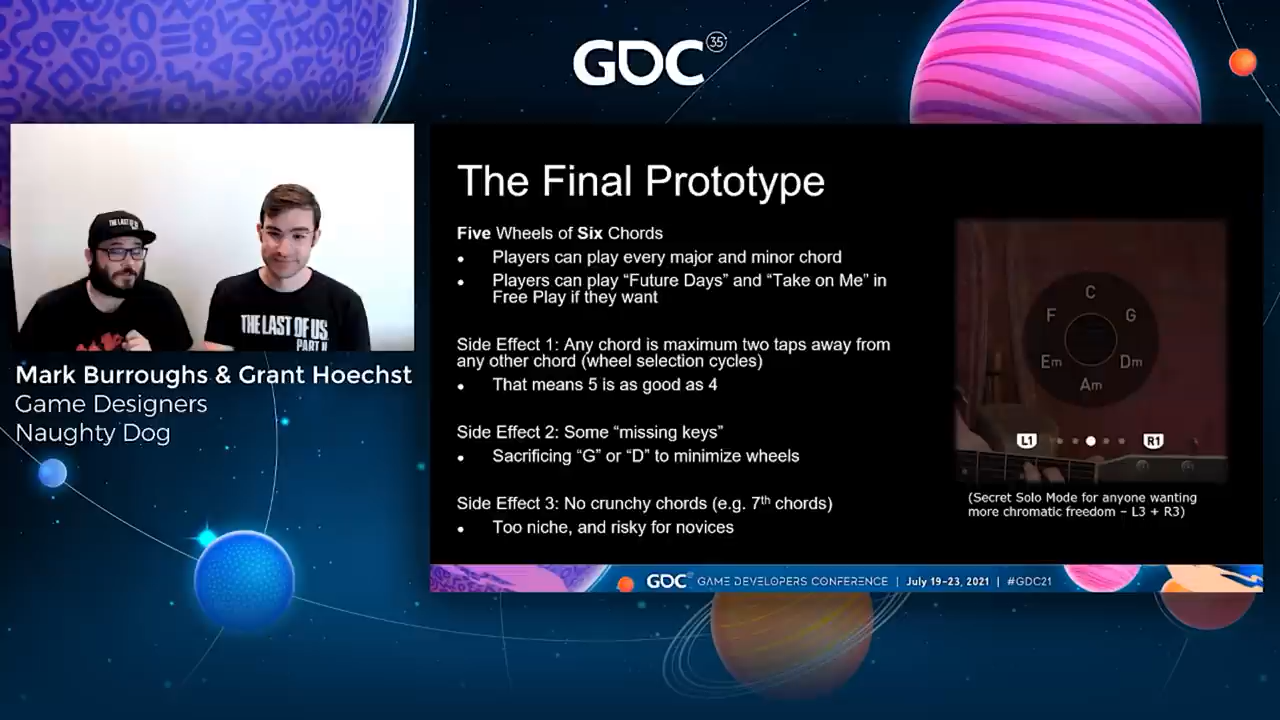 GDC 35
THE LAST OF US
THE LAST OF US
PART II
Mark Burroughs & Grant Hoechst
Game Designers
Naughty Dog
The Final Prototype
Five Wheels of Six Chords
• Players can play every major and minor chord
• Players can play “Future Days” and “Take on Me” in
Free Play if they want
Side Effect 1: Any chord is maximum two taps away from
any other chord (wheel selection cycles)
• That means 5 is as good as 4
Side Effect 2: Some “missing keys”
• Sacrificing “G” or “D” to minimize wheels
Side Effect 3: No crunchy chords (e.g. 7th chords)
• Too niche, and risky for novices
C
F G
Em Dm
Am
L1 R1
(Secret Solo Mode for anyone wanting
more chromatic freedom – L3 + R3)
GDC GAME DEVELOPERS CONFERENCE | July 19-23, 2021 | #GDC21